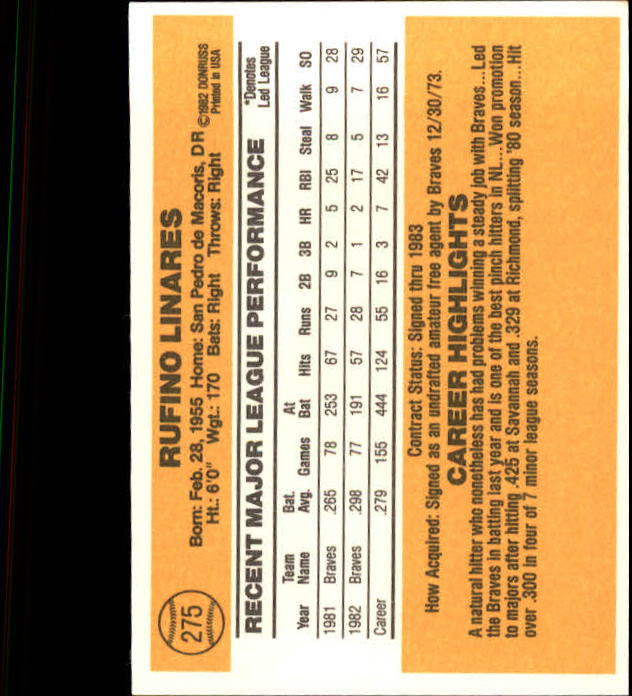 275
RUFINO LINARES
Born: Feb. 28, 1955 Home: San Pedro de Macoris, DR
Ht.: 6'0" Wgt.: 170 Bats: Right Throws: Right
©1982 DONRUSS
Printed in USA
RECENT MAJOR LEAGUE PERFORMANCE
*Denotes
Led League
Year Team Name Bat. Avg. Games At Bat Hits Runs 2B 3B HR RBI Steal Walk SO
1981 Braves .265 78 253 67 27 9 2 5 25 8 9 28
1982 Braves .298 77 191 57 28 7 1 2 17 5 7 29
Career .279 155 444 124 55 16 3 7 42 13 16 57
Contract Status: Signed thru 1983
How Acquired: Signed as an undrafted amateur free agent by Braves 12/30/73.
CAREER HIGHLIGHTS
A natural hitter who nonetheless has had problems winning a steady job with Braves...Led
the Braves in batting last year and is one of the best pinch hitters in NL...Won promotion
to majors after hitting .425 at Savannah and .329 at Richmond, splitting '80 season...Hit
over .300 in four of 7 minor league seasons.